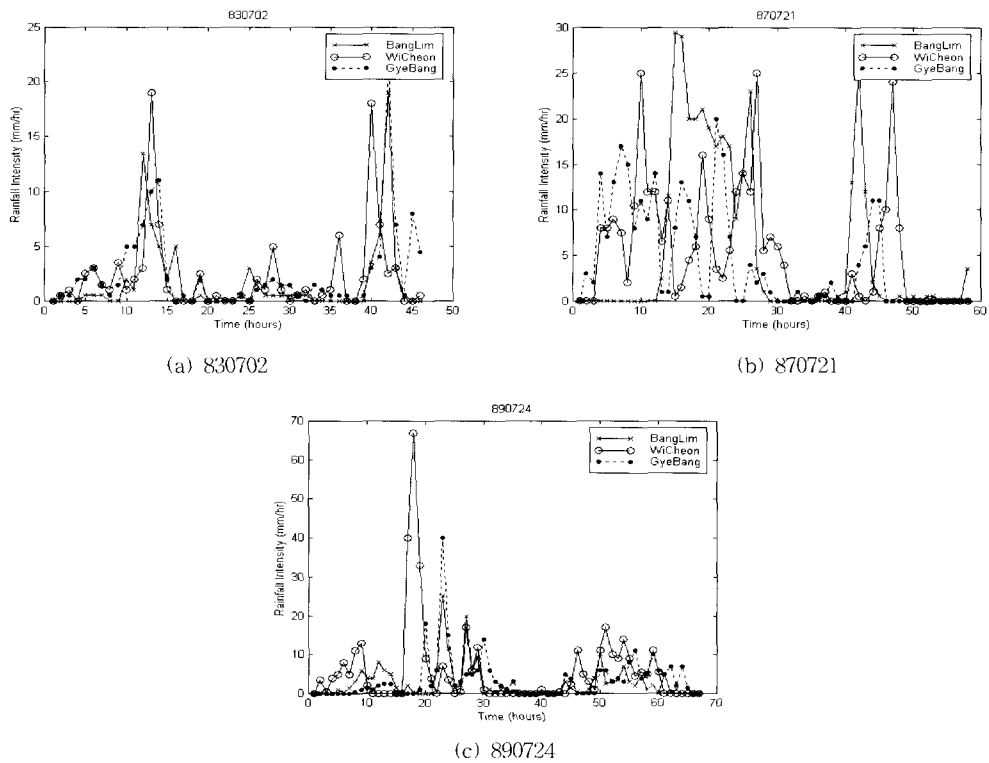 830702
25
20
15
10
5
0
Rainfall Intensity (mm/hr)
BangLim
WiCheon
GyeBang
0 5 10 15 20 25 30 35 40 45 50
Time (hours)
(a) 830702
870721
30
25
20
15
10
5
0
Rainfall Intensity (mm/hr)
BangLim
WiCheon
GyeBang
0 10 20 30 40 50 60
Time (hours)
(b) 870721
890724
70
60
50
40
30
20
10
0
Rainfall Intensity (mm/hr)
BangLim
WiCheon
GyeBang
0 10 20 30 40 50 60 70
Time (hours)
(c) 890724